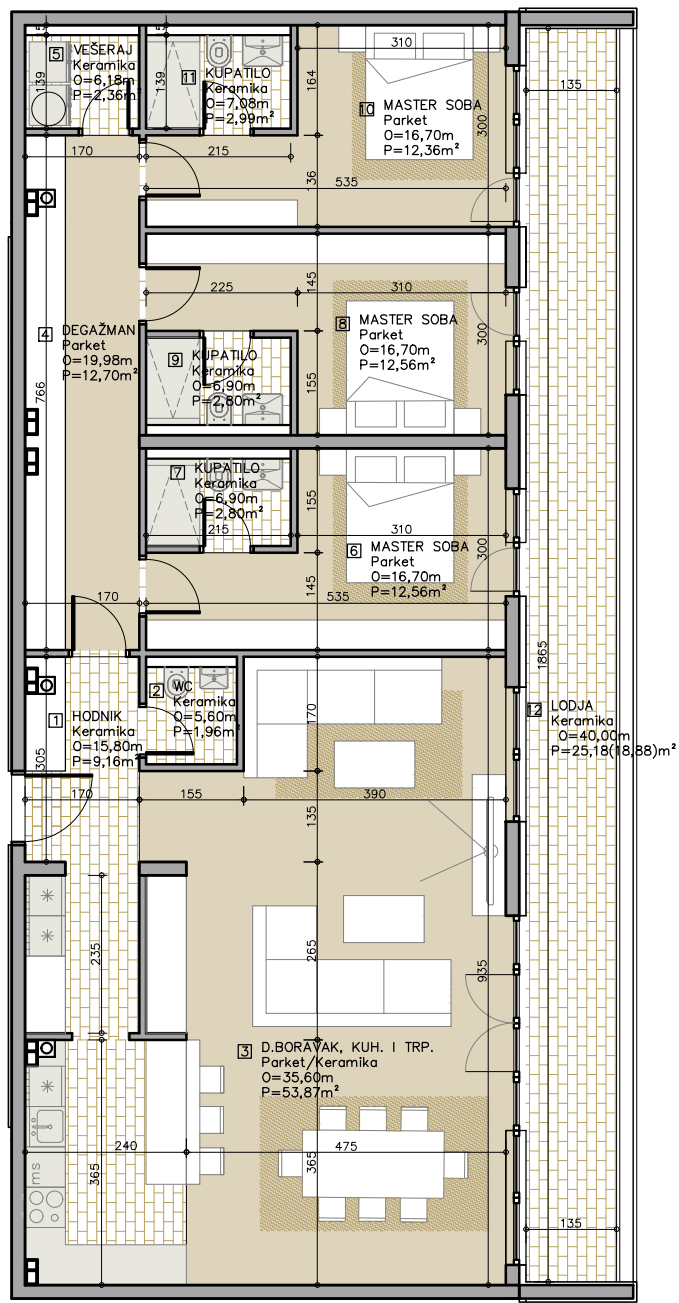 5
VEŠERAJ
Keramika
O=6,18m
P=2,36m²
15
139
170
15
139
11
KUPATILO
Keramika
O=7,08m
P=2,99m²
215
310
164
10
MASTER SOBA
Parket
O=16,70m
P=12,36m²
300
136
535
135
4
DEGAŽMAN
Parket
O=19,98m
P=12,70m²
766
225
145
310
8
MASTER SOBA
Parket
O=16,70m
P=12,56m²
300
9
KUPATILO
Keramika
O=6,90m
P=2,80m²
155
7
KUPATILO
Keramika
O=6,90m
P=2,80m²
215
155
310
6
MASTER SOBA
Parket
O=16,70m
P=12,56m²
300
145
170
535
1865
1
HODNIK
Keramika
O=15,80m
P=9,16m²
305
2
WC
Keramika
O=5,60m
P=1,96m²
170
12
LODJA
Keramika
O=40,00m
P=25,18(18,88)m²
170
155
390
135
235
265
935
3
D.BORAVAK, KUH. I TRP.
Parket/Keramika
O=35,60m
P=53,87m²
240
475
365
365
ms
135